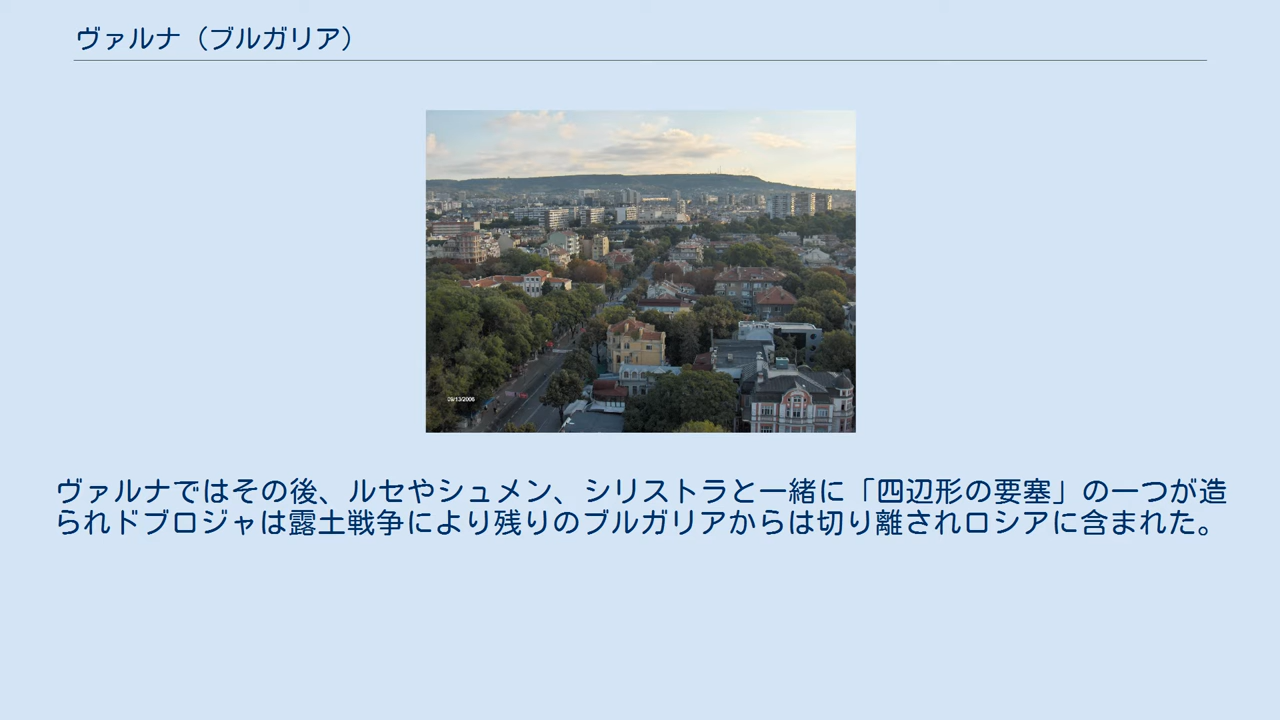 ヴァルナ（ブルガリア）
09/13/2006
ヴァルナではその後、ルセやシュメン、シリストラと一緒に「四辺形の要塞」の一つが造
られドブロジャは露土戦争により残りのブルガリアからは切り離されロシアに含まれた。